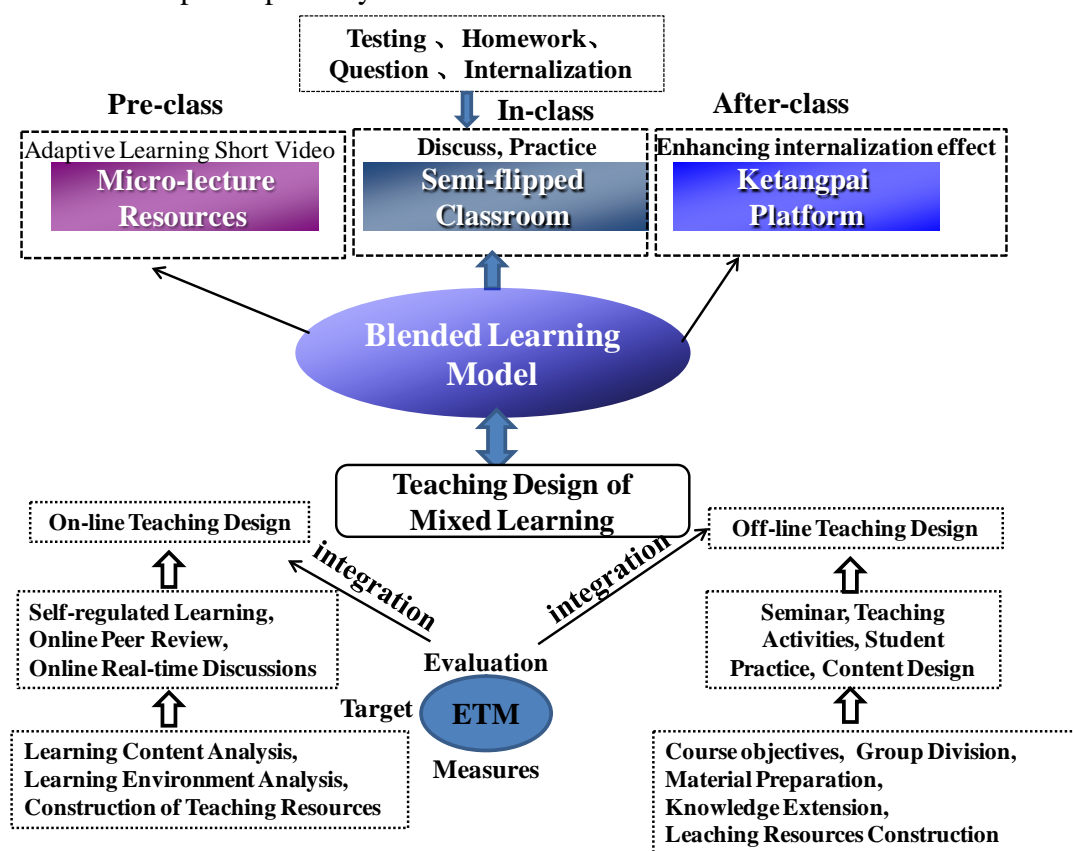 Testing 、 Homework、
Question 、 Internalization
Pre-class
In-class
After-class
Adaptive Learning Short Video
Micro-lecture
Resources
Discuss, Practice
Semi-flipped
Classroom
Enhancing internalization effect
Ketangpai
Platform
Blended Learning
Model
Teaching Design of
Mixed Learning
On-line Teaching Design
Off-line Teaching Design
integration
integration
Self-regulated Learning,
Online Peer Review,
Online Real-time Discussions
Seminar, Teaching
Activities, Student
Practice, Content Design
Evaluation
Target
ETM
Measures
Learning Content Analysis,
Learning Environment Analysis,
Construction of Teaching Resources
Course objectives, Group Division,
Material Preparation,
Knowledge Extension,
Leaching Resources Construction